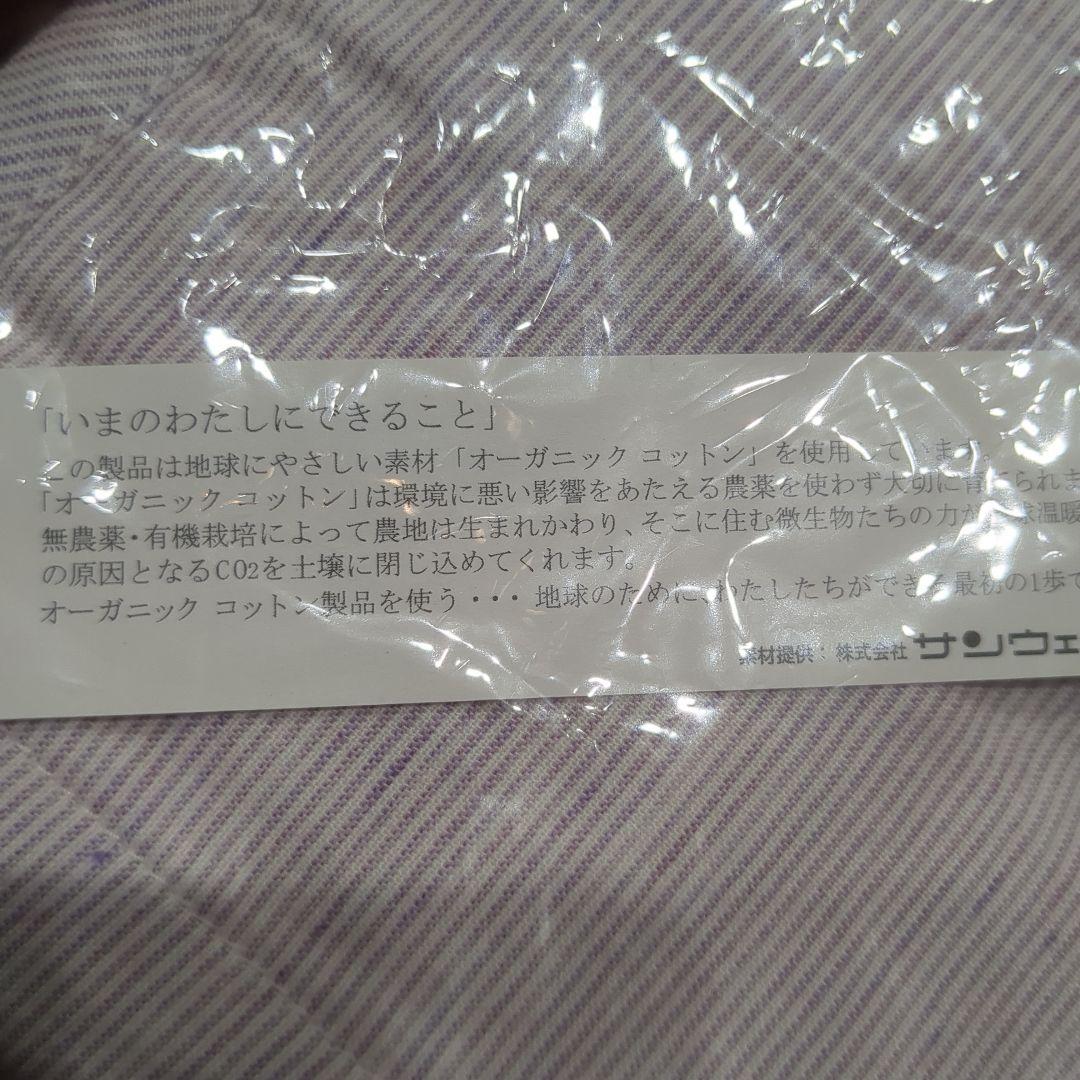 「いまのわたしにできること」
この製品は地球にやさしい素材「オーガニック コットン」を使用しています。
「オーガニック コットン」は環境に悪い影響をあたえる農薬を使わず大切に育てられま
無農薬・有機栽培によって農地は生まれかわり、そこに住む微生物たちの力が 球温暖
の原因となるCO2を土壌に閉じ込めてくれます。
オーガニック コットン製品を使う・・・ 地球のために、わたしたちができる最初の1歩で
素材提供：株式会社 サンウェ